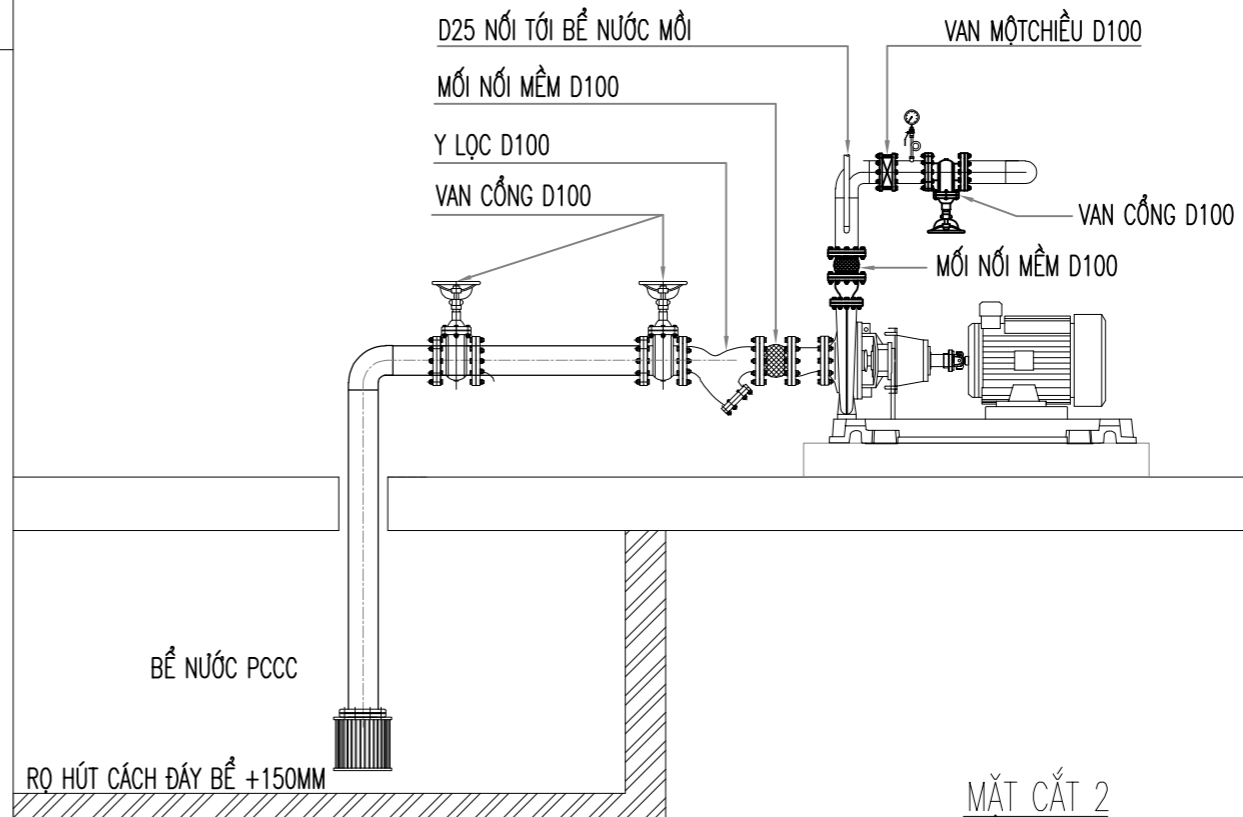 D25 NỐI TỚI BỂ NƯỚC MỒI
VAN MỘTCHIỀU D100
MỐI NỐI MỀM D100
Y LỌC D100
VAN CỔNG D100
VAN CỔNG D100
MỐI NỐI MỀM D100
BỂ NƯỚC PCCC
RỌ HÚT CÁCH ĐÁY BỂ +150MM
MẶT CẮT 2